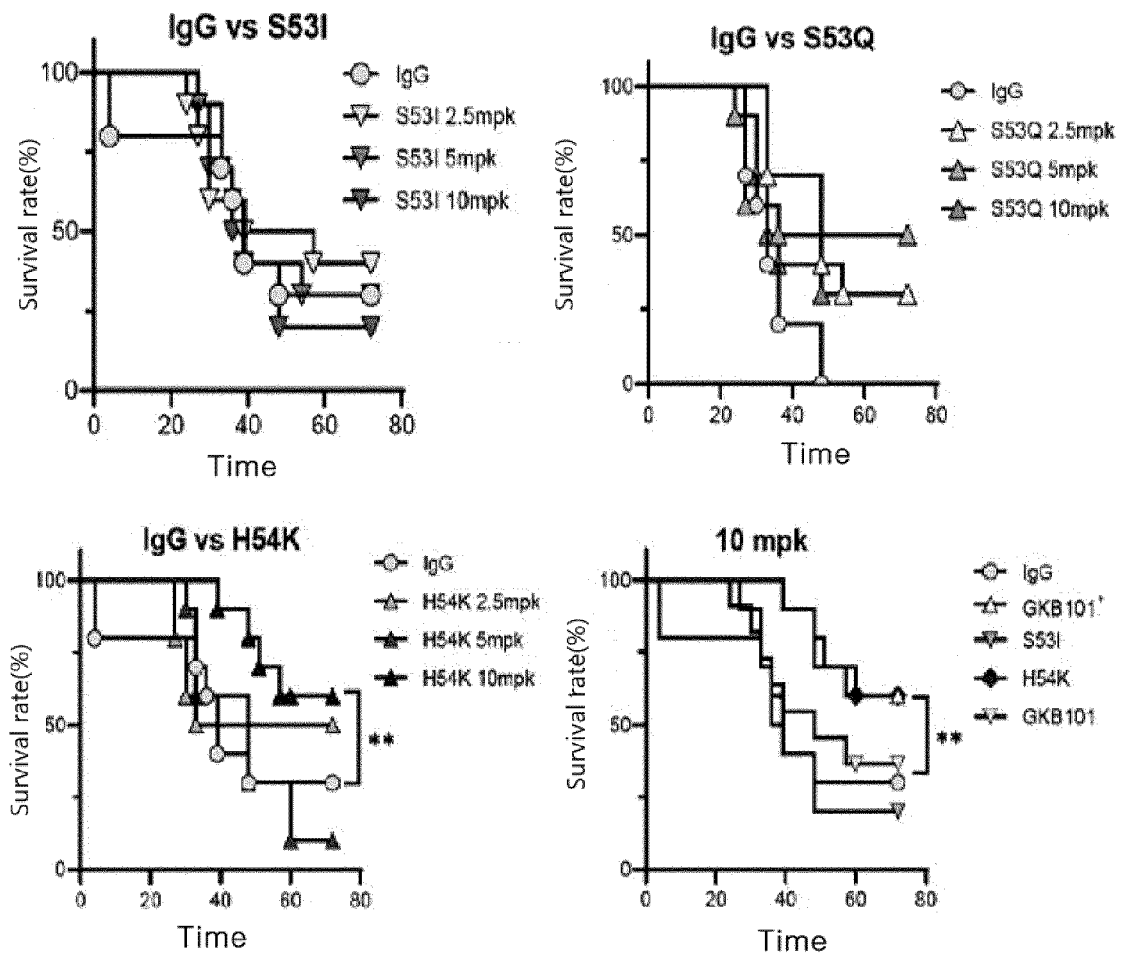 IgG vs S53I
Survival rate(%)
100
50
0
0 20 40 60 80
Time
IgG
S53I 2.5mpk
S53I 5mpk
S53I 10mpk
IgG vs S53Q
Survival rate(%)
100
50
0
0 20 40 60 80
Time
IgG
S53Q 2.5mpk
S53Q 5mpk
S53Q 10mpk
IgG vs H54K
Survival rate(%)
100
50
0
0 20 40 60 80
Time
IgG
H54K 2.5mpk
H54K 5mpk
H54K 10mpk
**
10 mpk
Survival rate(%)
100
50
0
0 20 40 60 80
Time
IgG
GKB101†
S53I
H54K
GKB101
**